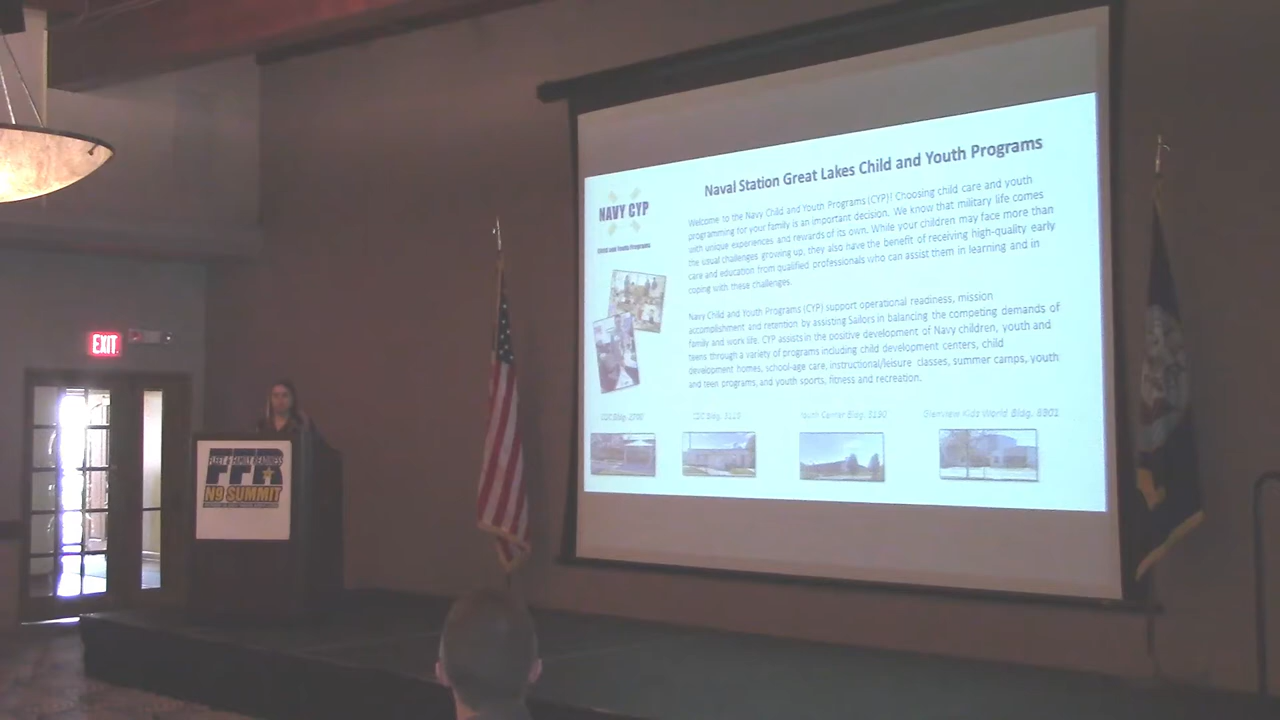 Naval Station Great Lakes Child and Youth Programs
NAVY CYP
Child and Youth Programs
Welcome to the Navy Child and Youth Programs (CYP)! Choosing child care and youth
programming for your family is an important decision. We know that military life comes
with unique experiences and rewards of its own. While your children may face more than
the usual challenges growing up, they also have the benefit of receiving high-quality early
care and education from qualified professionals who can assist them in learning and in
coping with these challenges.
Navy Child and Youth Programs (CYP) support operational readiness, mission
accomplishment and retention by assisting Sailors in balancing the competing demands of
family and work life. CYP assists in the positive development of Navy children, youth and
teens through a variety of programs including child development centers, child
development homes, school-age care, instructional/leisure classes, summer camps, youth
and teen programs, and youth sports, fitness and recreation.
CDC Bldg.
CDC Bldg.
Youth Center Bldg.
Glenview Kids World Bldg.
EXIT
FLEET & FAMILY READINESS
FFR
N9 SUMMIT